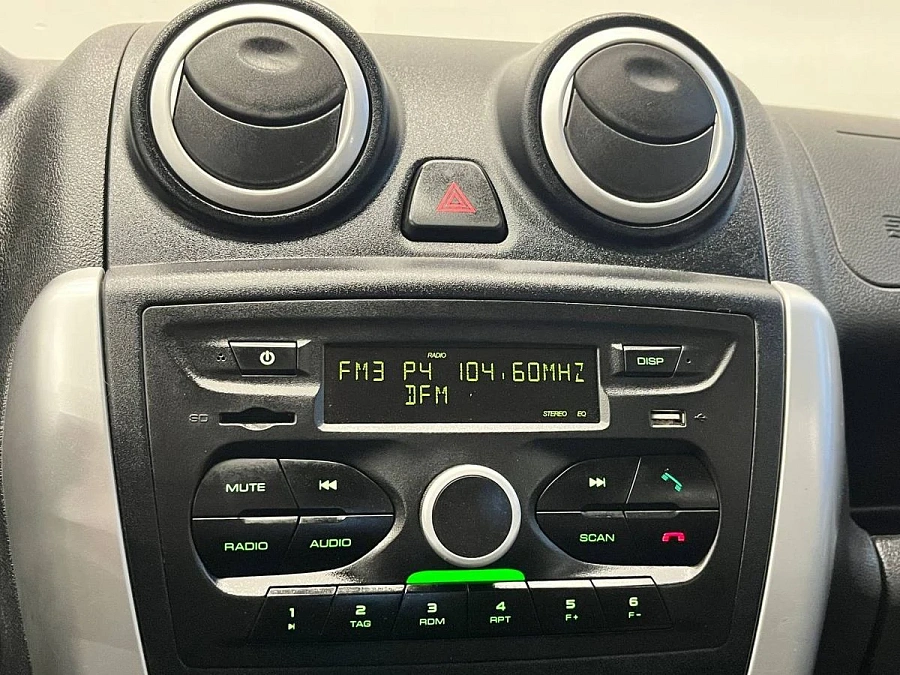 RADIO
FM3 P4 104.60MHZ
DFM
STEREO EQ
DISP
SD
MUTE
RADIO AUDIO
SCAN
1 2 3 4 5 6
TAG RDM RPT F+ F-